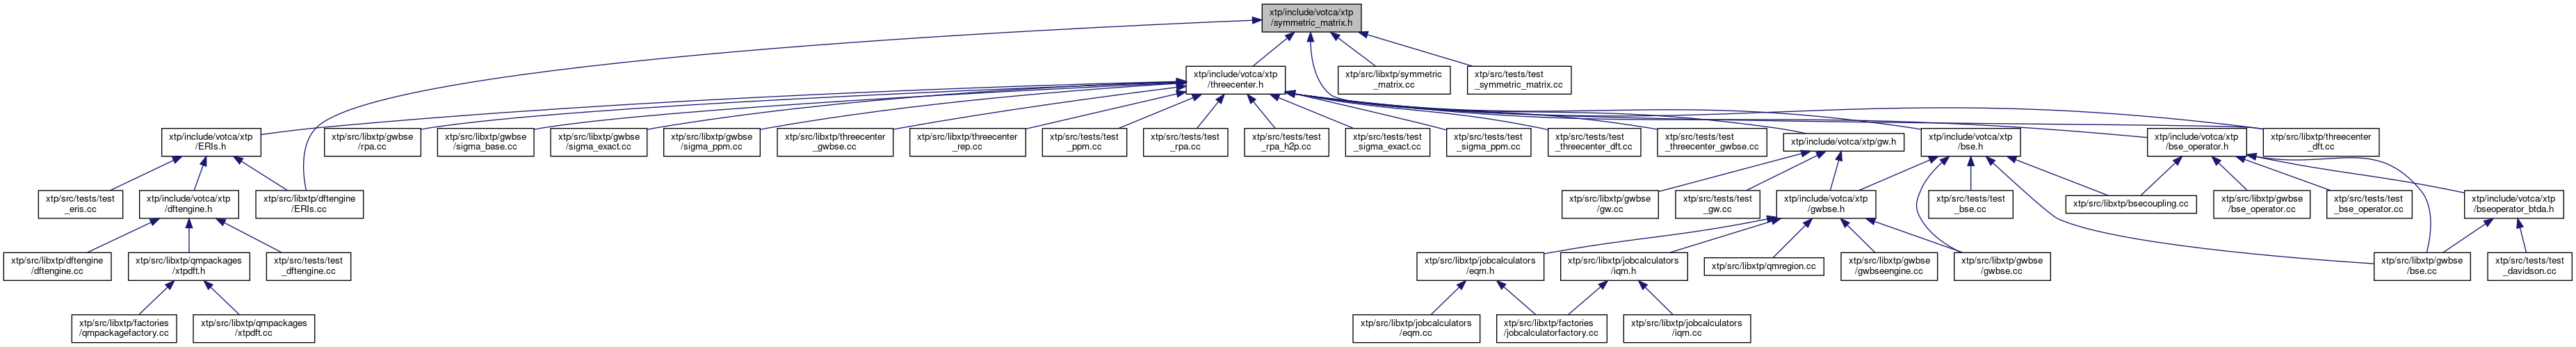 xtp/include/votca/xtp
/symmetric_matrix.h
xtp/include/votca/xtp
/threecenter.h
xtp/src/libxtp/symmetric
_matrix.cc
xtp/src/tests/test
_symmetric_matrix.cc
xtp/include/votca/xtp
/ERIs.h
xtp/src/libxtp/gwbse
/rpa.cc
xtp/src/libxtp/gwbse
/sigma_base.cc
xtp/src/libxtp/gwbse
/sigma_exact.cc
xtp/src/libxtp/gwbse
/sigma_ppm.cc
xtp/src/libxtp/threecenter
_gwbse.cc
xtp/src/libxtp/threecenter
_rep.cc
xtp/src/tests/test
_ppm.cc
xtp/src/tests/test
_rpa.cc
xtp/src/tests/test
_rpa_h2p.cc
xtp/src/tests/test
_sigma_exact.cc
xtp/src/tests/test
_sigma_ppm.cc
xtp/src/tests/test
_threecenter_dft.cc
xtp/src/tests/test
_threecenter_gwbse.cc
xtp/include/votca/xtp/gw.h
xtp/include/votca/xtp
/bse.h
xtp/include/votca/xtp
/bse_operator.h
xtp/src/libxtp/threecenter
_dft.cc
xtp/src/tests/test
_eris.cc
xtp/include/votca/xtp
/dftengine.h
xtp/src/libxtp/dftengine
/ERIs.cc
xtp/src/libxtp/gwbse
/gw.cc
xtp/src/tests/test
_gw.cc
xtp/include/votca/xtp
/gwbse.h
xtp/src/tests/test
_bse.cc
xtp/src/libxtp/bsecoupling.cc
xtp/src/libxtp/gwbse
/bse_operator.cc
xtp/src/tests/test
_bse_operator.cc
xtp/include/votca/xtp
/bseoperator_btda.h
xtp/src/libxtp/dftengine
/dftengine.cc
xtp/src/libxtp/qmpackages
/xtpdft.h
xtp/src/tests/test
_dftengine.cc
xtp/src/libxtp/jobcalculators
/eqm.h
xtp/src/libxtp/jobcalculators
/iqm.h
xtp/src/libxtp/qmregion.cc
xtp/src/libxtp/gwbse
/gwbseengine.cc
xtp/src/libxtp/gwbse
/gwbse.cc
xtp/src/libxtp/gwbse
/bse.cc
xtp/src/tests/test
_davidson.cc
xtp/src/libxtp/factories
/qmpackagefactory.cc
xtp/src/libxtp/qmpackages
/xtpdft.cc
xtp/src/libxtp/jobcalculators
/eqm.cc
xtp/src/libxtp/factories
/jobcalculatorfactory.cc
xtp/src/libxtp/jobcalculators
/iqm.cc